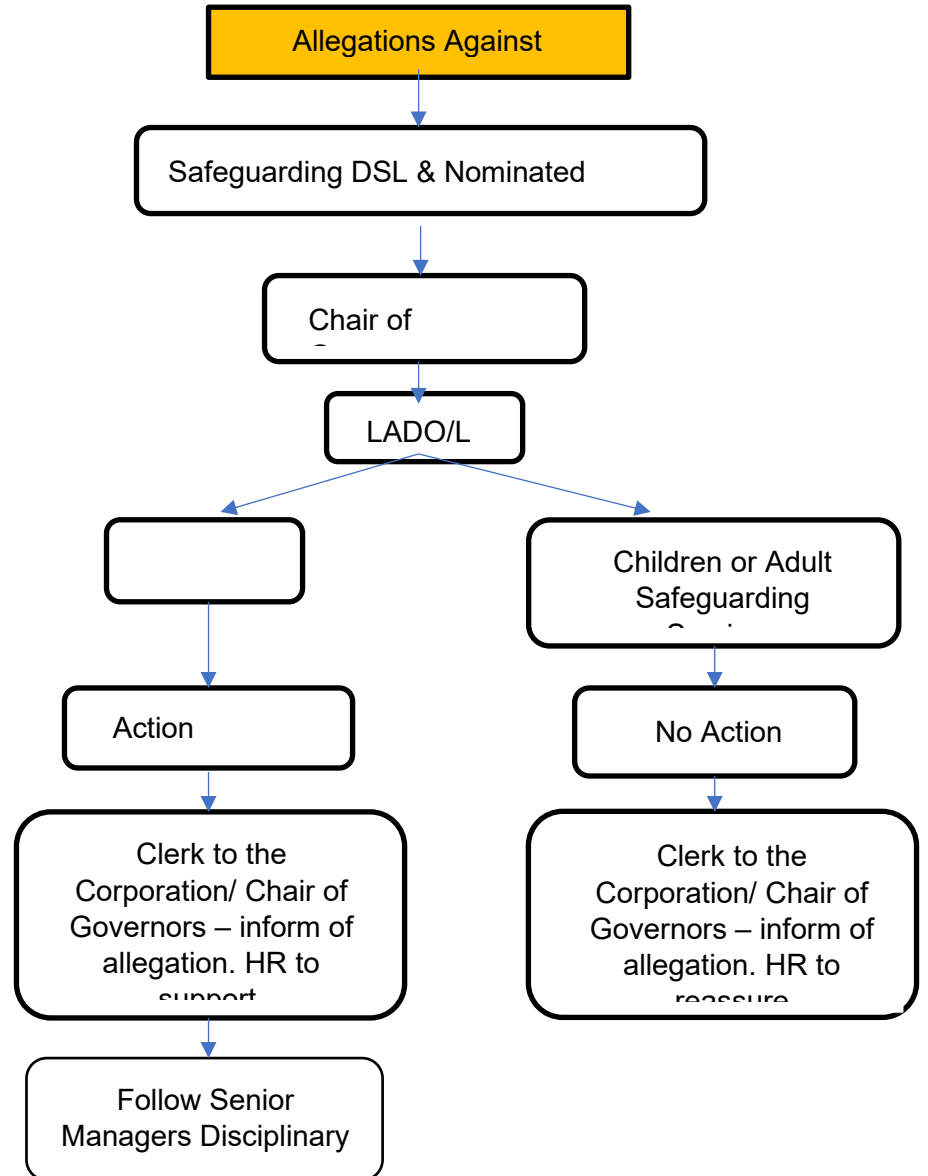 Allegations Against
Safeguarding DSL & Nominated
Chair of
LADO/L
Children or Adult
Safeguarding
Action
No Action
Clerk to the
Corporation/ Chair of
Governors – inform of
allegation. HR to
support
Clerk to the
Corporation/ Chair of
Governors – inform of
allegation. HR to
reassure
Follow Senior
Managers Disciplinary